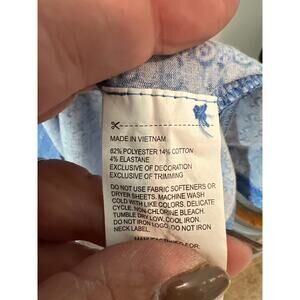 MADE IN VIETNAM
82% POLYESTER 14% COTTON
4% ELASTANE
EXCLUSIVE OF DECORATION
EXCLUSIVE OF TRIMMING
DO NOT USE FABRIC SOFTENERS OR
DRYER SHEETS. MACHINE WASH
COLD WITH LIKE COLORS. DELICATE
CYCLE. NON-CHLORINE BLEACH.
TUMBLE DRY LOW. COOL IRON.
DO NOT IRON LOGO. DO NOT IRON
NECK LABEL.
MANUFACTURED FOR: